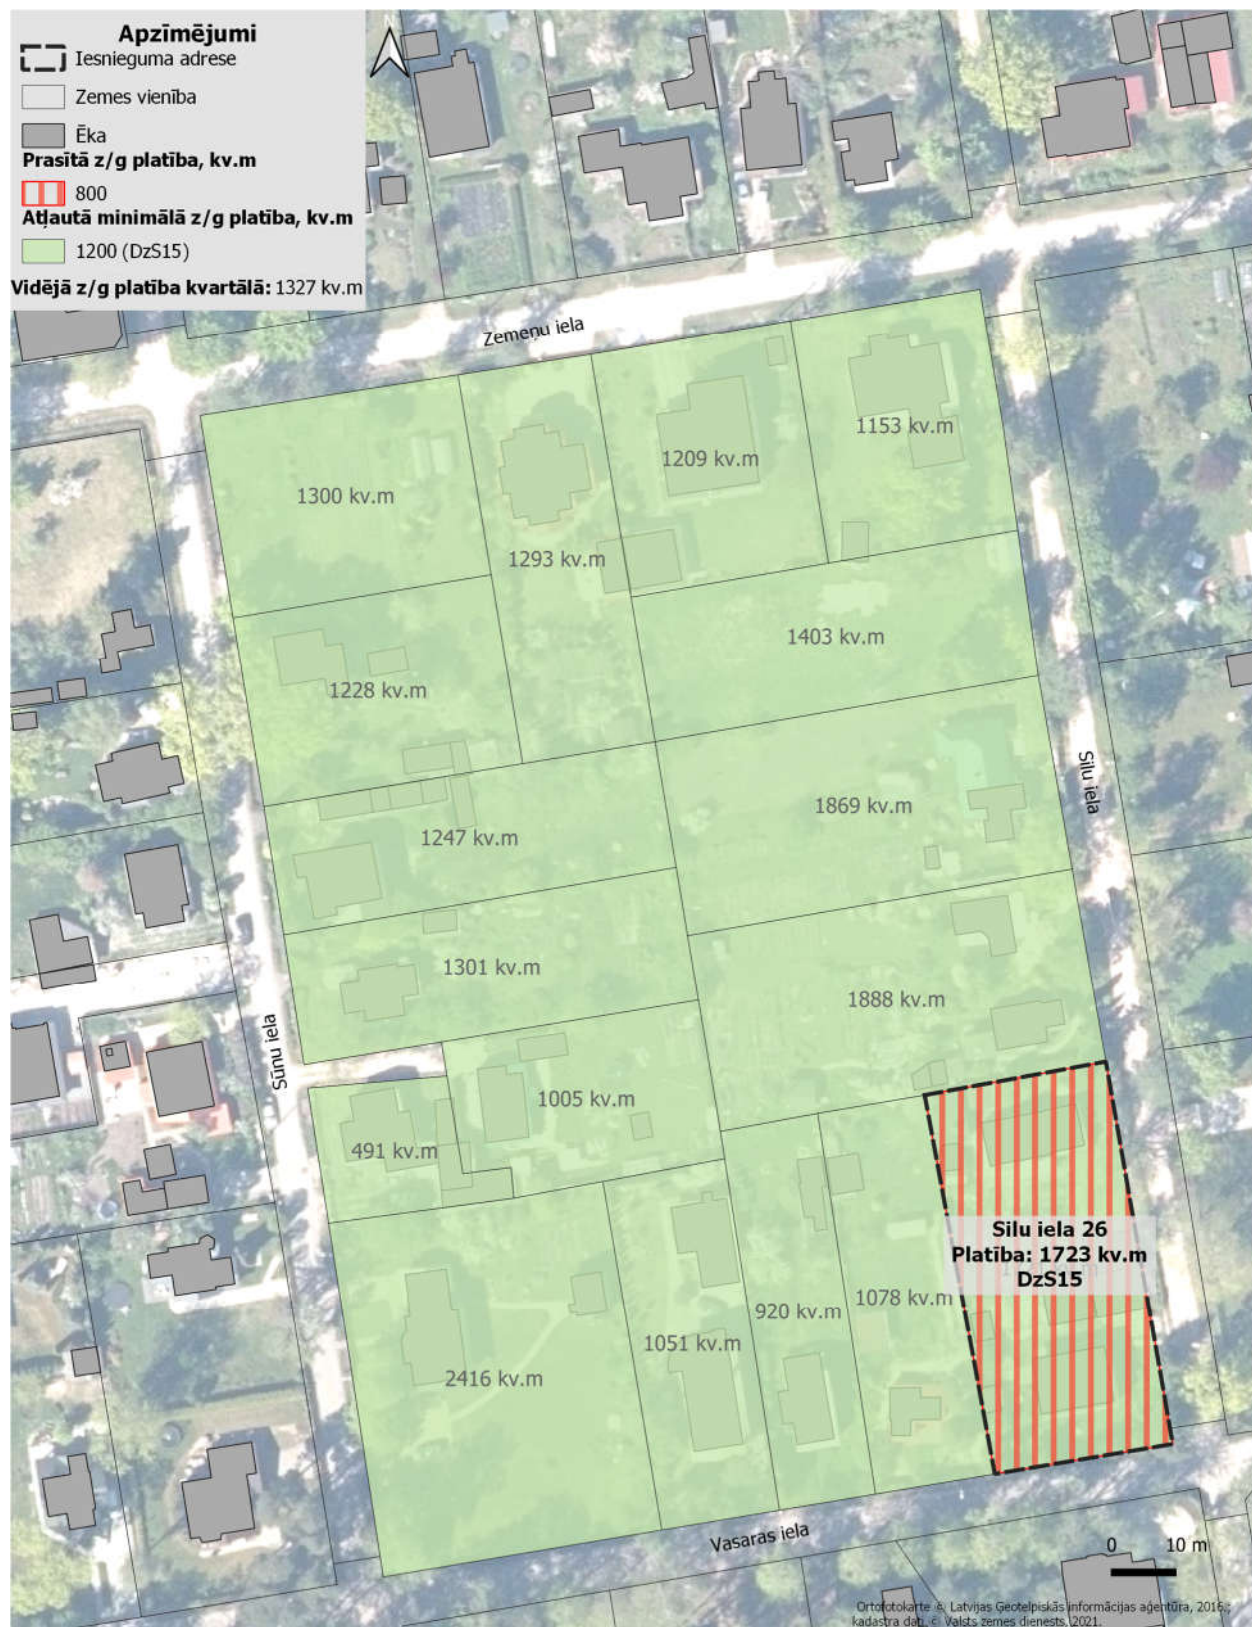 Apzīmējumi
Iesnieguma adrese
Zemes vienība
Ēka
Prasītā z/g platība, kv.m
800
Atļautā minimālā z/g platība, kv.m
1200 (DzS15)
Vidējā z/g platība kvartālā: 1327 kv.m
N
Zemeņu iela
1153 kv.m
1209 kv.m
1300 kv.m
1293 kv.m
1403 kv.m
1228 kv.m
Silu iela
1869 kv.m
1247 kv.m
1301 kv.m
1888 kv.m
Sūnu iela
1005 kv.m
491 kv.m
Silu iela 26
Platība: 1723 kv.m
DzS15
1078 kv.m
920 kv.m
1051 kv.m
2416 kv.m
Vasaras iela
0 10 m
Ortofotokarte © Latvijas Ģeotelpiskās informācijas aģentūra, 2016.;
kadastra dati © Valsts zemes dienests, 2021.